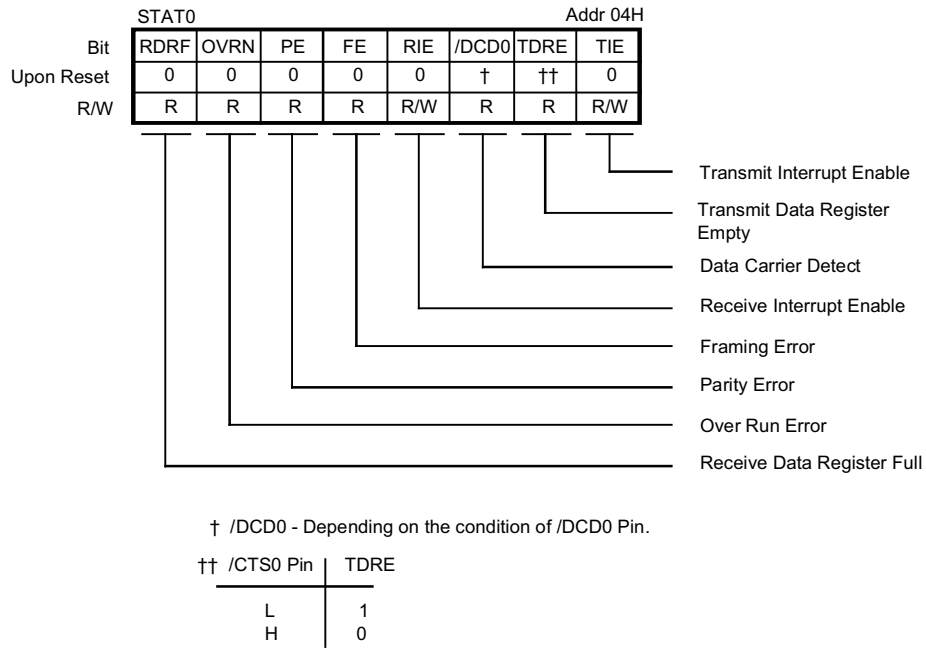 STAT0 Addr 04H
Bit RDRF OVRN PE FE RIE /DCD0 TDRE TIE
Upon Reset 0 0 0 0 0 † †† 0
R/W R R R R R/W R R R/W
Transmit Interrupt Enable
Transmit Data Register
Empty
Data Carrier Detect
Receive Interrupt Enable
Framing Error
Parity Error
Over Run Error
Receive Data Register Full
† /DCD0 - Depending on the condition of /DCD0 Pin.
†† /CTS0 Pin TDRE
L 1
H 0